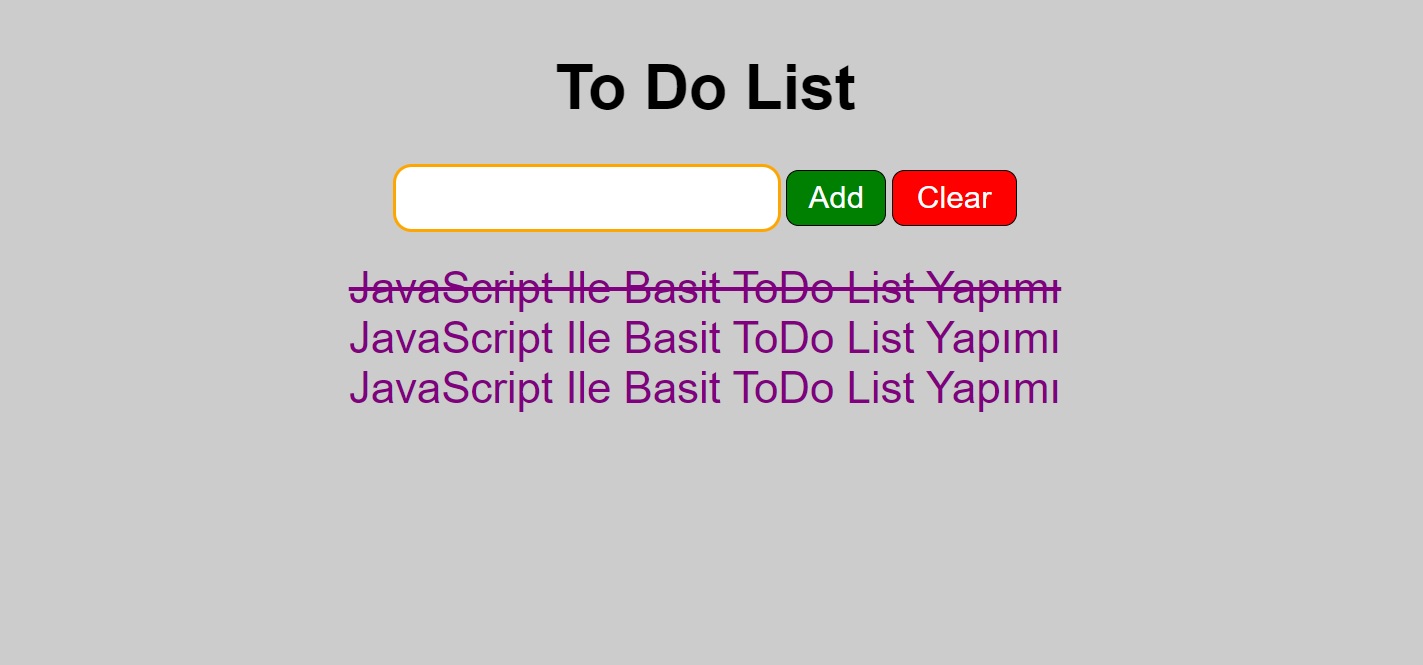 To Do List
Add Clear
JavaScript Ile Basit ToDo List Yapımı
JavaScript Ile Basit ToDo List Yapımı
JavaScript Ile Basit ToDo List Yapımı